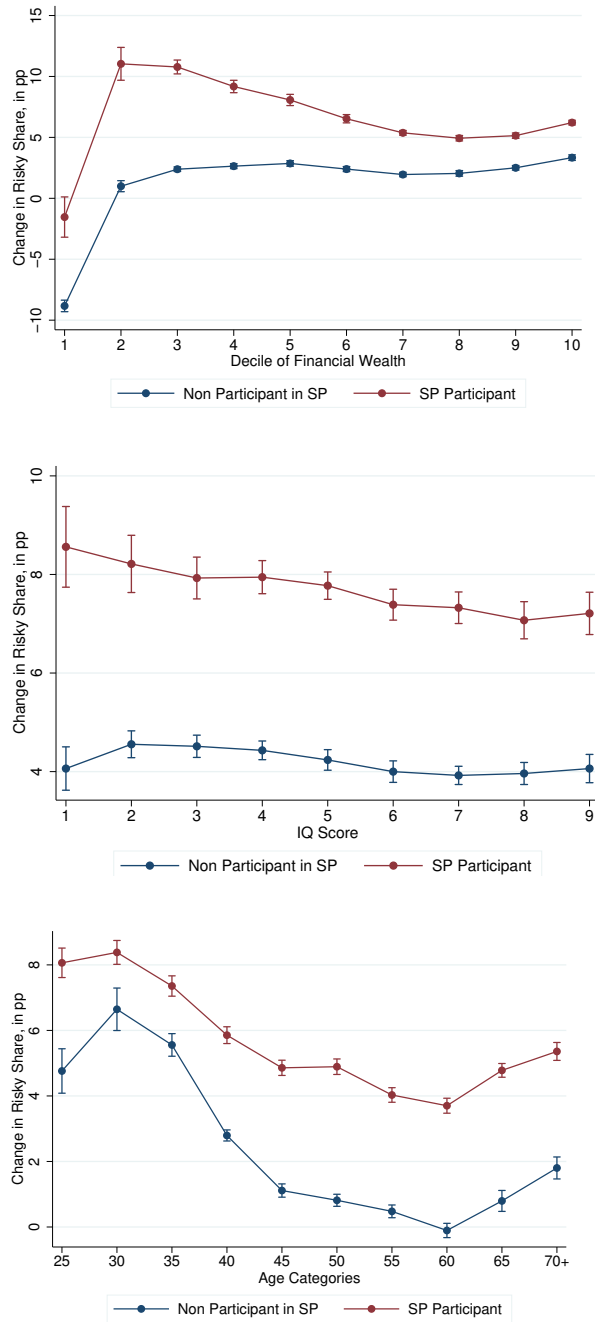 Change in Risky Share, in pp
15
10
5
0
−5
−10
1 2 3 4 5 6 7 8 9 10
Decile of Financial Wealth
Non Participant in SP SP Participant
Change in Risky Share, in pp
10
8
6
4
1 2 3 4 5 6 7 8 9
IQ Score
Non Participant in SP SP Participant
Change in Risky Share, in pp
8
6
4
2
0
25 30 35 40 45 50 55 60 65 70+
Age Categories
Non Participant in SP SP Participant